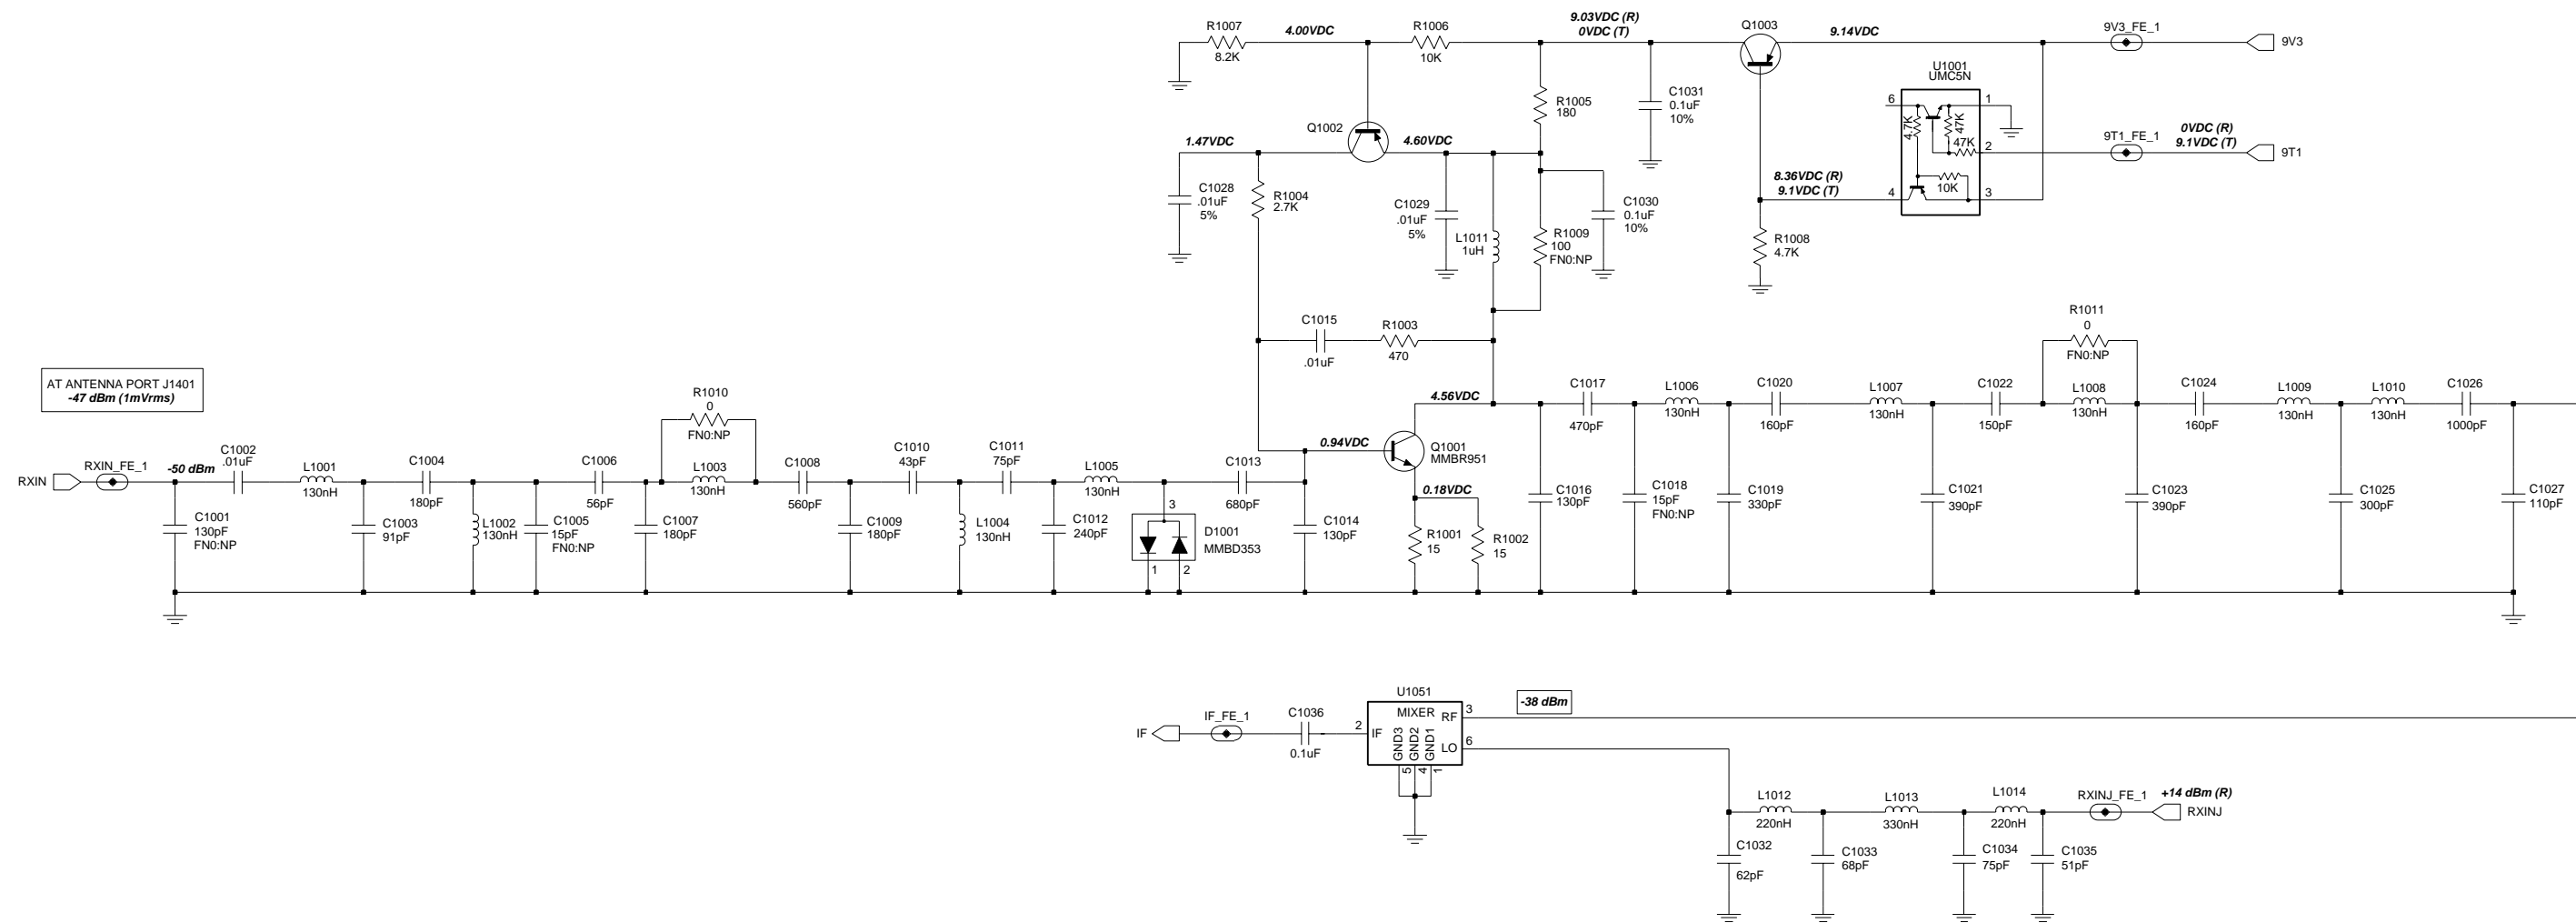 R1007
8.2K
4.00VDC
R1006
10K
9.03VDC (R)
0VDC (T)
Q1003
9.14VDC
9V3_FE_1
9V3
U1001
UMC5N
6
1
4.7K
47K
47K
2
10K
4
3
9T1_FE_1
0VDC (R)
9.1VDC (T)
9T1
R1005
180
C1031
0.1uF
10%
Q1002
1.47VDC
4.60VDC
8.36VDC (R)
9.1VDC (T)
C1028
.01uF
5%
R1004
2.7K
C1029
.01uF
5%
L1011
1uH
R1009
100
FN0:NP
C1030
0.1uF
10%
R1008
4.7K
C1015
.01uF
R1003
470
R1011
0
FN0:NP
AT ANTENNA PORT J1401
-47 dBm (1mVrms)
R1010
0
FN0:NP
4.56VDC
C1017
470pF
L1006
130nH
C1020
160pF
L1007
130nH
C1022
150pF
L1008
130nH
C1024
160pF
L1009
130nH
L1010
130nH
C1026
1000pF
RXIN
RXIN_FE_1
-50 dBm
C1002
.01uF
L1001
130nH
C1004
180pF
C1006
56pF
L1003
130nH
C1008
560pF
C1010
43pF
C1011
75pF
L1005
130nH
C1013
680pF
0.94VDC
Q1001
MMBR951
0.18VDC
C1001
130pF
FN0:NP
C1003
91pF
L1002
130nH
C1005
15pF
FN0:NP
C1007
180pF
C1009
180pF
L1004
130nH
C1012
240pF
3
D1001
MMBD353
1
2
C1014
130pF
R1001
15
R1002
15
C1016
130pF
C1018
15pF
FN0:NP
C1019
330pF
C1021
390pF
C1023
390pF
C1025
300pF
C1027
110pF
U1051
MIXER
RF
3
-38 dBm
IF
IF_FE_1
C1036
0.1uF
2
IF
GND3
GND2
GND1
LO
6
5
4
1
L1012
220nH
L1013
330nH
L1014
220nH
RXINJ_FE_1
+14 dBm (R)
RXINJ
C1032
62pF
C1033
68pF
C1034
75pF
C1035
51pF